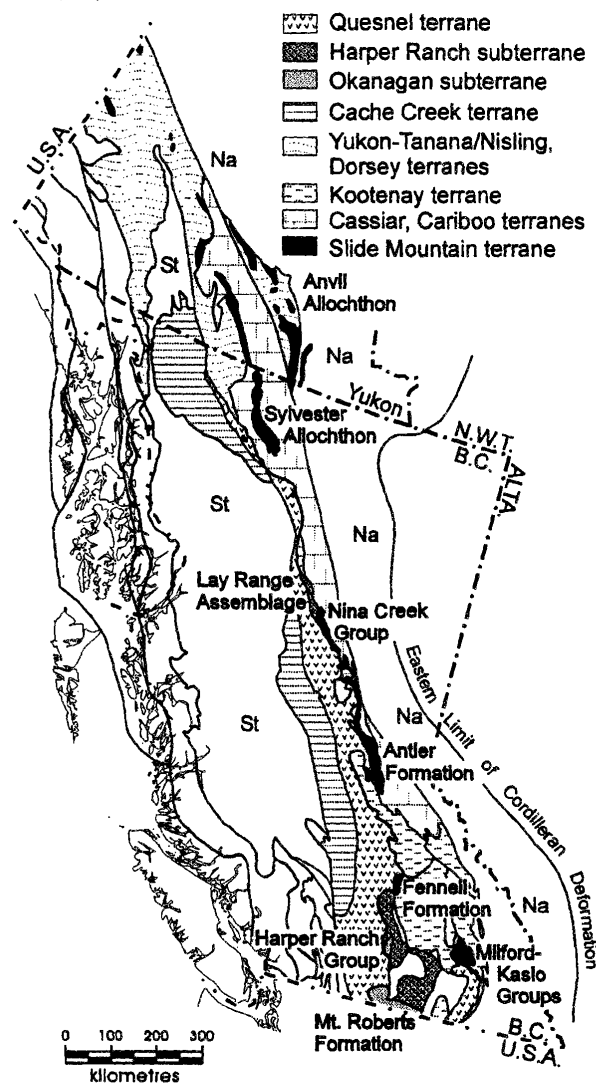 Quesnel terrane
Harper Ranch subterrane
Okanagan subterrane
Cache Creek terrane
Yukon-Tanana/Nisling,
Dorsey terranes
Kootenay terrane
Cassiar, Cariboo terranes
Slide Mountain terrane
U.S.A.
Na
St
Anvil
Allochthon
Na
Yukon
N.W.T.
B.C.
ALTA.
Sylvester
Allochthon
St
Na
Lay Range
Assemblage
Nina Creek
Group
Eastern Limit of Cordilleran Deformation
St
Na
Antler
Formation
Fennell
Formation
Na
Harper Ranch
Group
Milford-
Kaslo
Groups
Mt. Roberts
Formation
B.C.
U.S.A.
0 100 200 300
kilometres